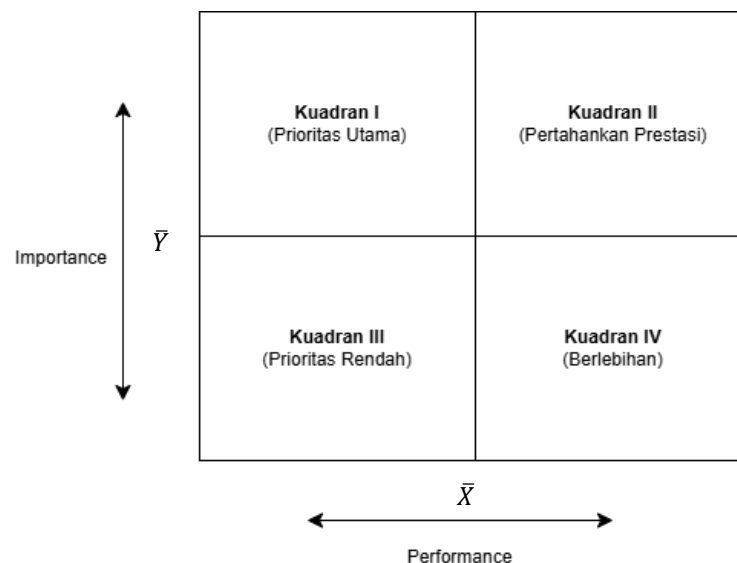 Kuadran I
(Prioritas Utama)
Kuadran II
(Pertahankan Prestasi)
Importance
Ȳ
Kuadran III
(Prioritas Rendah)
Kuadran IV
(Berlebihan)
X̄
Performance